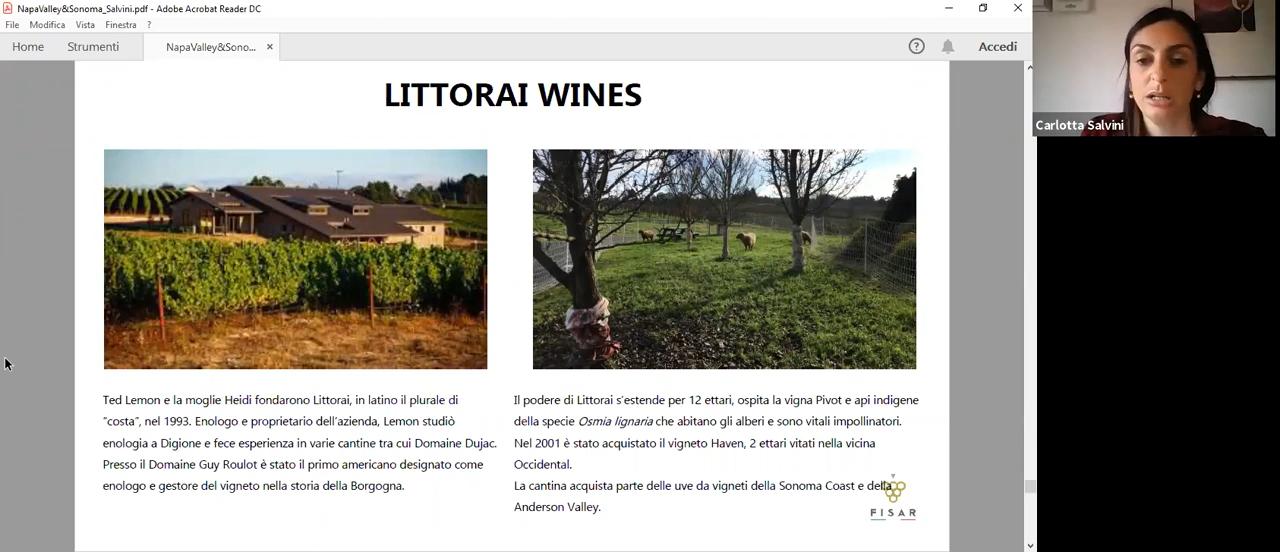 NapaValley&Sonoma_Salvini.pdf - Adobe Acrobat Reader DC
File Modifica Vista Finestra ?
Home Strumenti NapaValley&Sono... Accedi
LITTORAI WINES
Ted Lemon e la moglie Heidi fondarono Littorai, in latino il plurale di
"costa", nel 1993. Enologo e proprietario dell'azienda, Lemon studiò
enologia a Digione e fece esperienza in varie cantine tra cui Domaine Dujac.
Presso il Domaine Guy Roulot è stato il primo americano designato come
enologo e gestore del vigneto nella storia della Borgogna.
Il podere di Littorai s'estende per 12 ettari, ospita la vigna Pivot e api indigene
della specie Osmia lignaria che abitano gli alberi e sono vitali impollinatori.
Nel 2001 è stato acquistato il vigneto Haven, 2 ettari vitati nella vicina
Occidental.
La cantina acquista parte delle uve da vigneti della Sonoma Coast e della
Anderson Valley.
FISAR
Carlotta Salvini